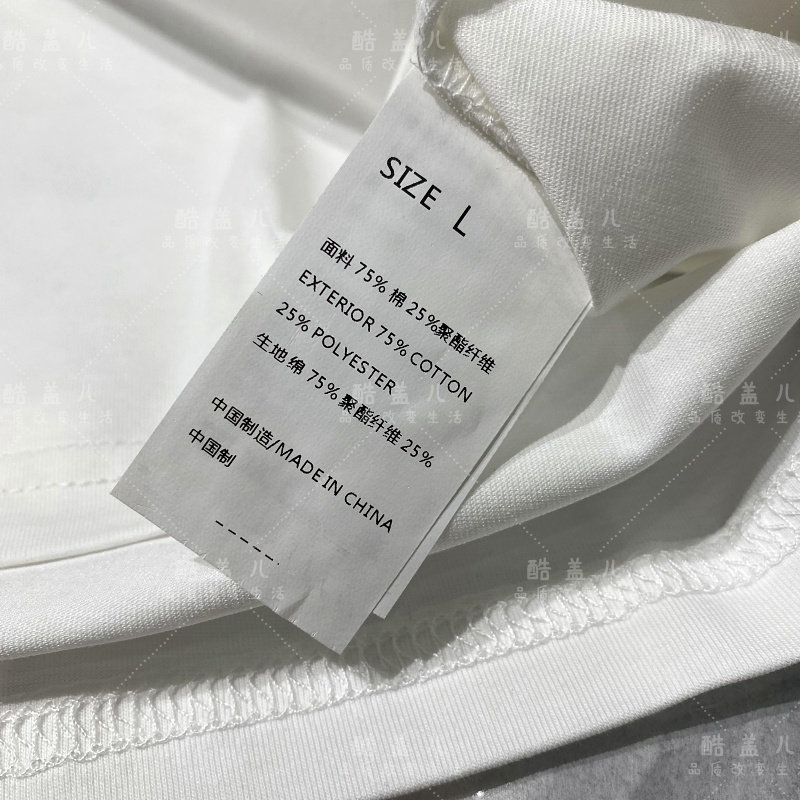 SIZE L
面料 75% 棉 25%聚酯纤维
EXTERIOR 75% COTTON
25% POLYESTER
生地 绵 75% 聚酯纤维 25%
中国制造/MADE IN CHINA
中国制
-----
酷盖儿
品质改变生活